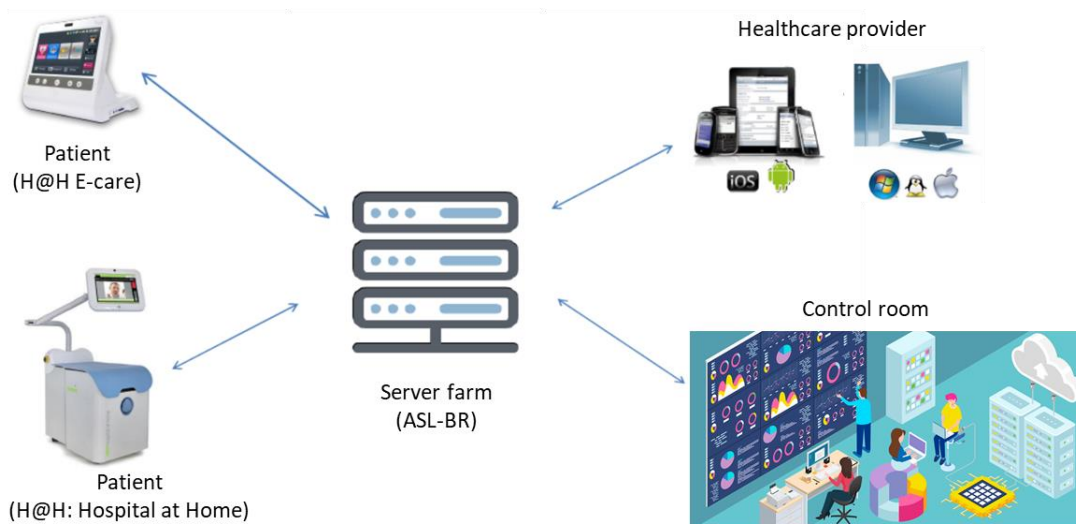 Healthcare provider
iOS
Patient
(H@H E-care)
Control room
Server farm
(ASL-BR)
Patient
(H@H: Hospital at Home)